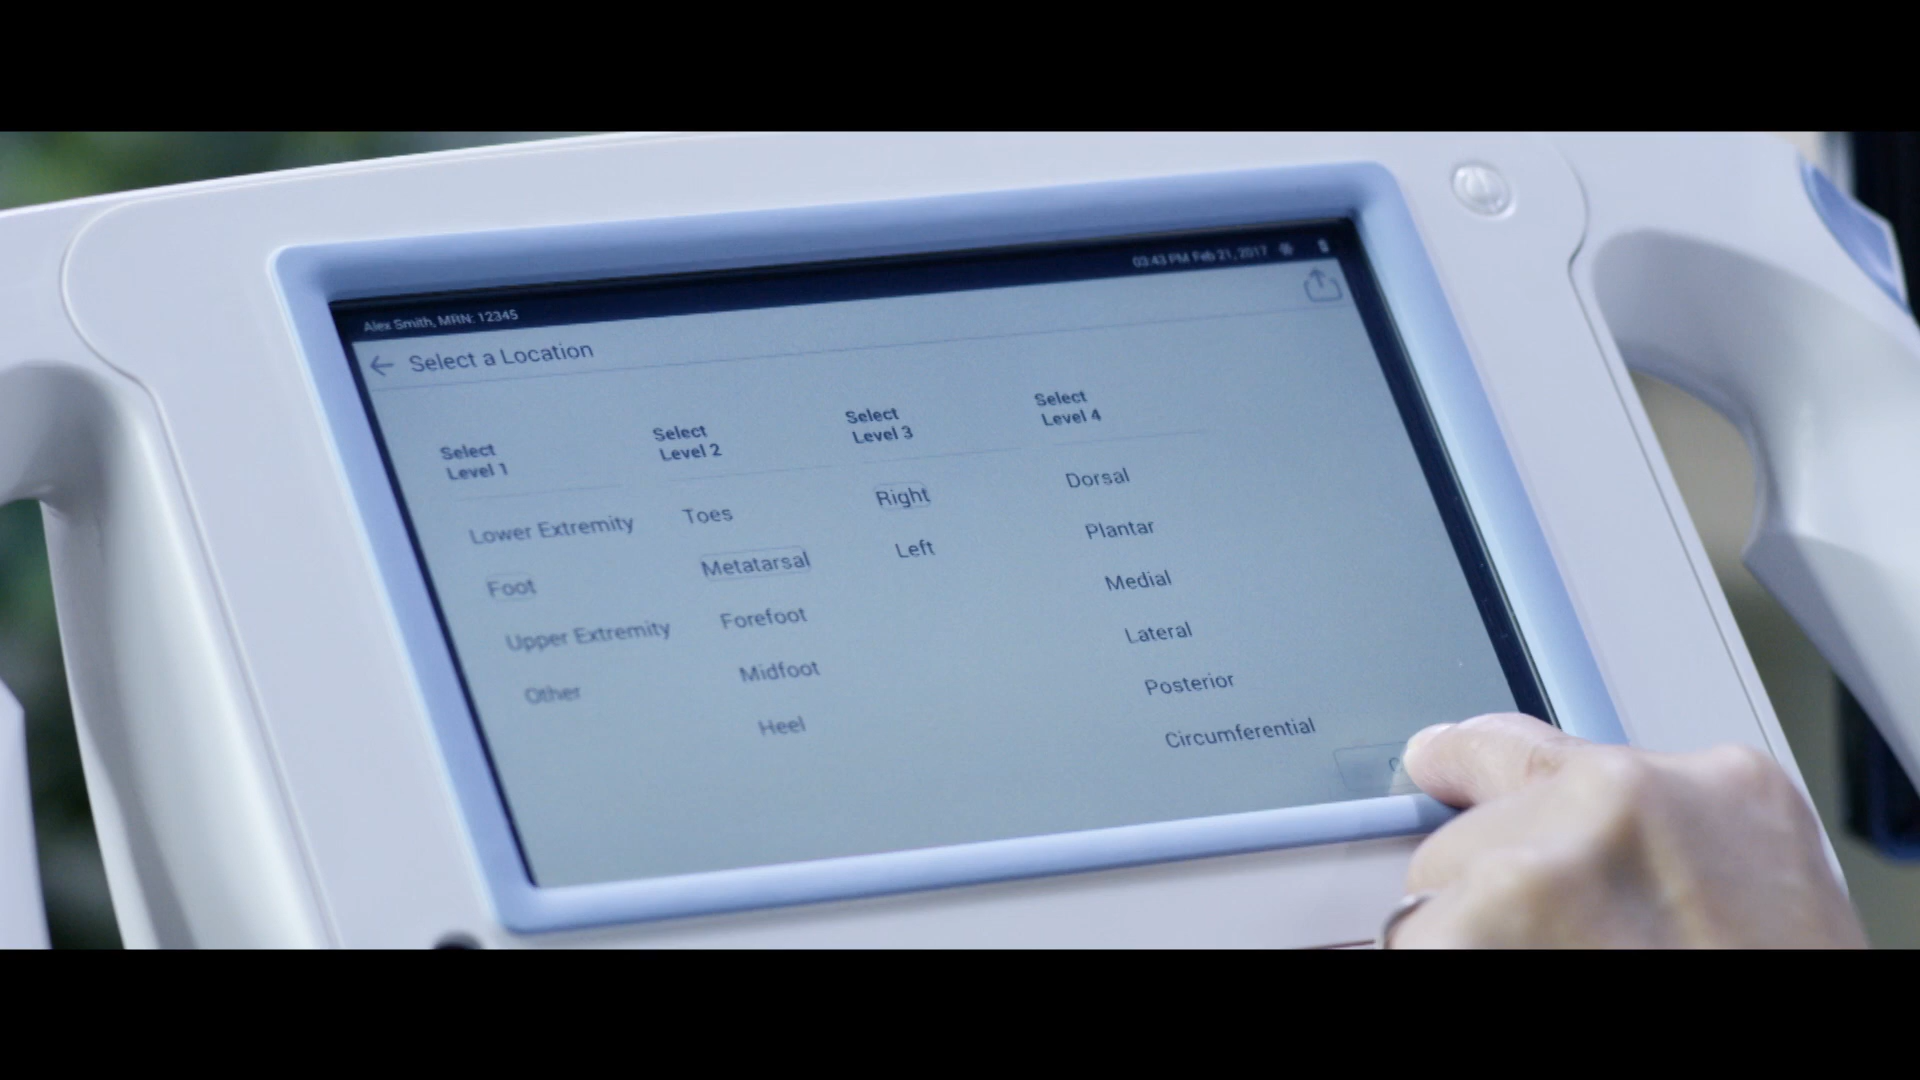 Alex Smith, MRN: 12345
03:43 PM Feb 21, 2017
Select a Location
Select
Level 1
Lower Extremity
Foot
Upper Extremity
Other
Select
Level 2
Toes
Metatarsal
Forefoot
Midfoot
Heel
Select
Level 3
Right
Left
Select
Level 4
Dorsal
Plantar
Medial
Lateral
Posterior
Circumferential